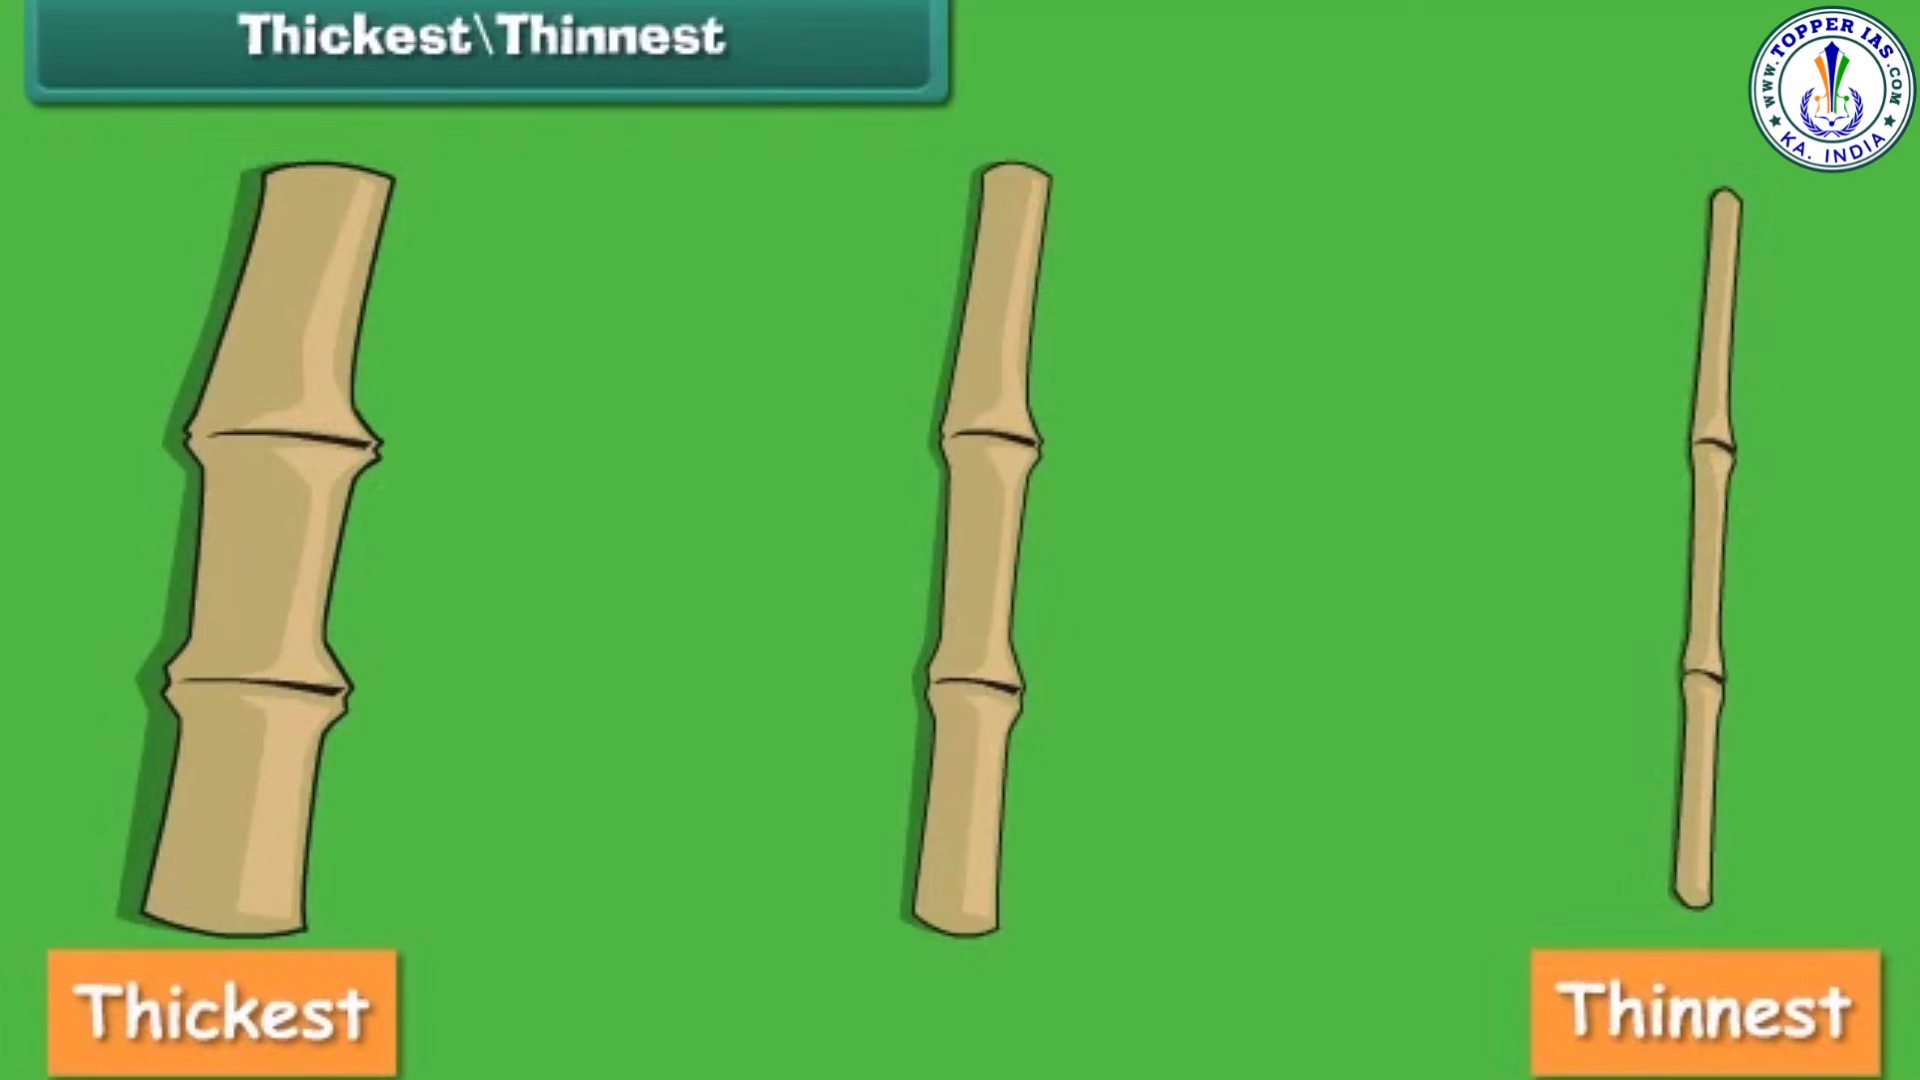 Thickest\Thinnest
WWW.TOPPER IAS.COM
★ KA. INDIA ★
Thickest
Thinnest